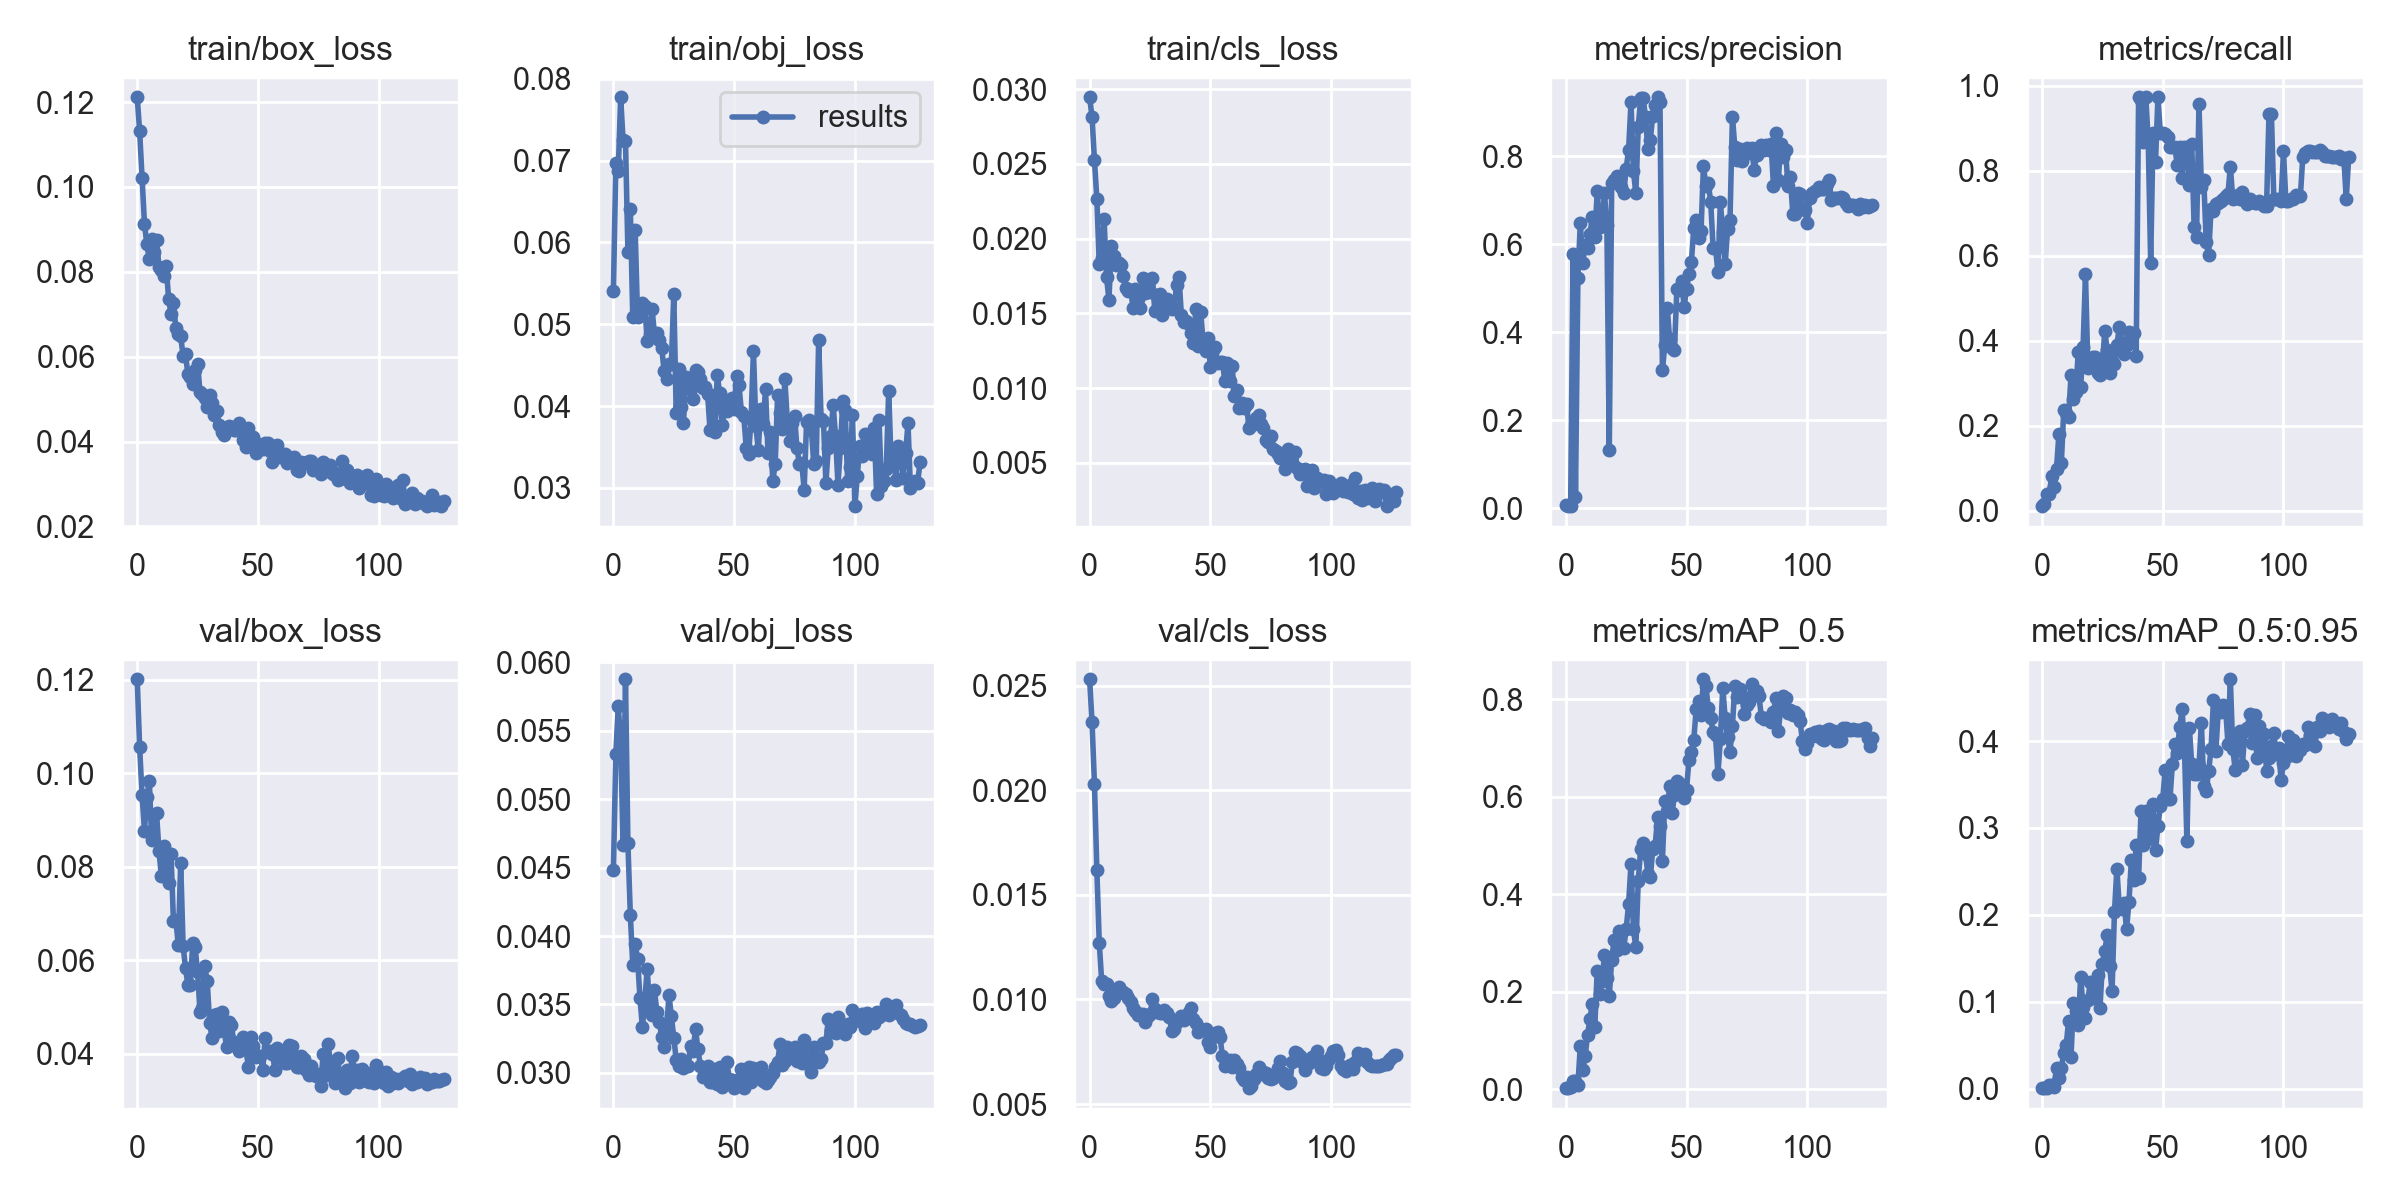 train/box_loss
0.12
0.10
0.08
0.06
0.04
0.02
0 50 100
train/obj_loss
results
0.08
0.07
0.06
0.05
0.04
0.03
0 50 100
train/cls_loss
0.030
0.025
0.020
0.015
0.010
0.005
0 50 100
metrics/precision
0.8
0.6
0.4
0.2
0.0
0 50 100
metrics/recall
1.0
0.8
0.6
0.4
0.2
0.0
0 50 100
val/box_loss
0.12
0.10
0.08
0.06
0.04
0 50 100
val/obj_loss
0.060
0.055
0.050
0.045
0.040
0.035
0.030
0 50 100
val/cls_loss
0.025
0.020
0.015
0.010
0.005
0 50 100
metrics/mAP_0.5
0.8
0.6
0.4
0.2
0.0
0 50 100
metrics/mAP_0.5:0.95
0.4
0.3
0.2
0.1
0.0
0 50 100